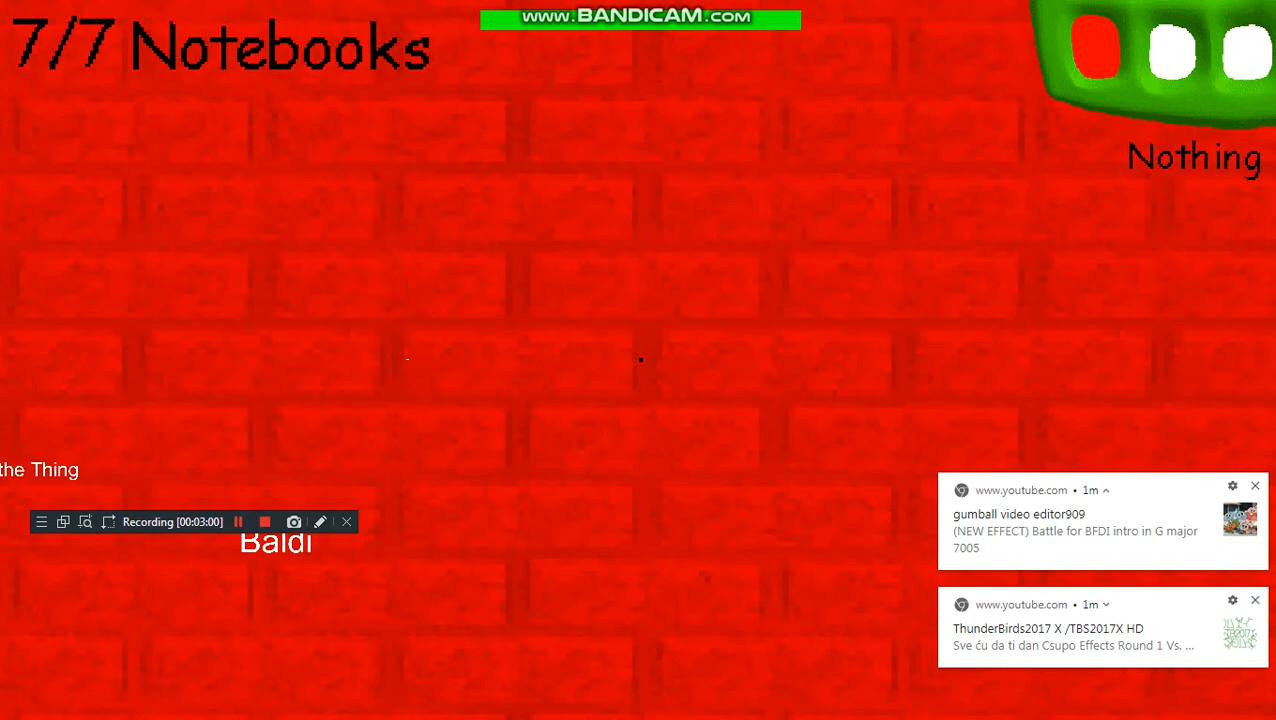 www.BANDICAM.com
7/7 Notebooks
Nothing
the Thing
Recording [00:03:00]
Baldi
www.youtube.com • 1m
gumball video editor909
(NEW EFFECT) Battle for BFDI intro in G major
7005
www.youtube.com • 1m
ThunderBirds2017 X /TBS2017X HD
Sve ću da ti dan Csupo Effects Round 1 Vs. ...